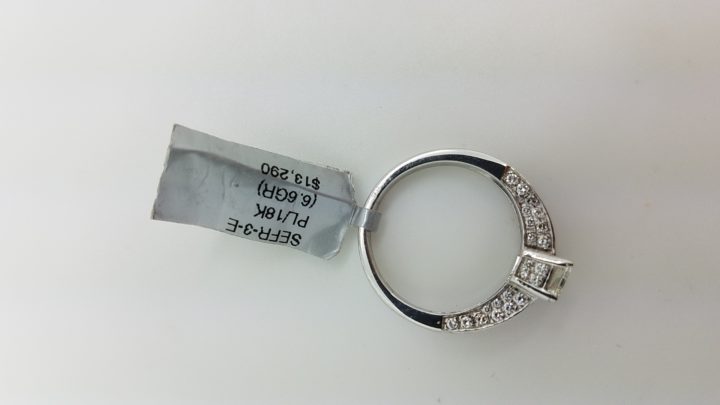 SEFR-3-E
PL/18K
(6.6GR)
$13,290